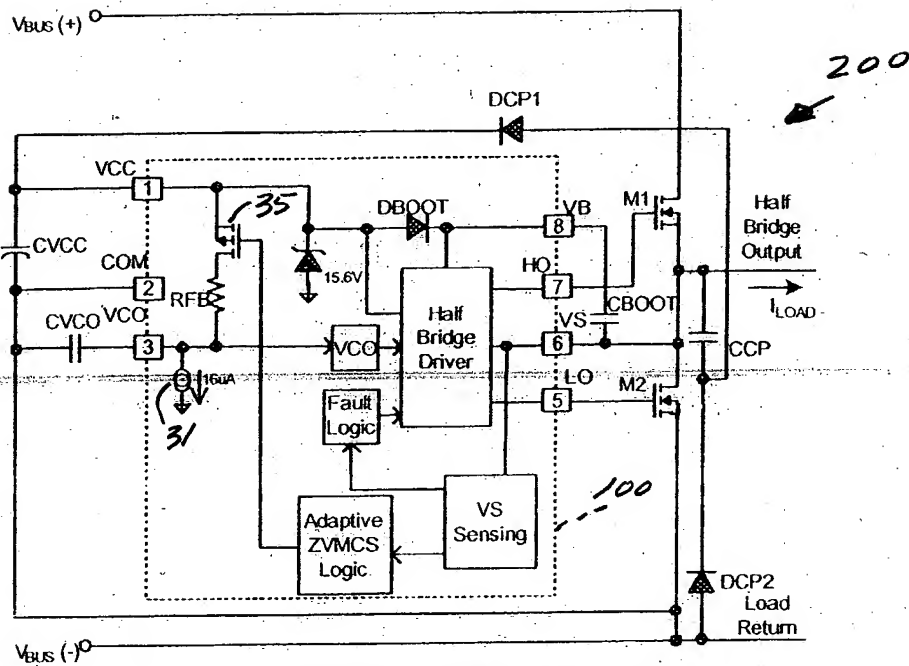 VBUS (+)
200
DCP1
VCC
1
35
DBOOT
VB
8
M1
Half
Bridge
Output
CVCC
COM
2
15.6V
HO
7
RFB
CBOOT
ILOAD
CVCO
VCO
3
VCO
Half
Bridge
Driver
VS
6
CCP
16uA
LO
5
M2
31
Fault
Logic
100
Adaptive
ZVMCS
Logic
VS
Sensing
DCP2
Load
Return
VBUS (-)